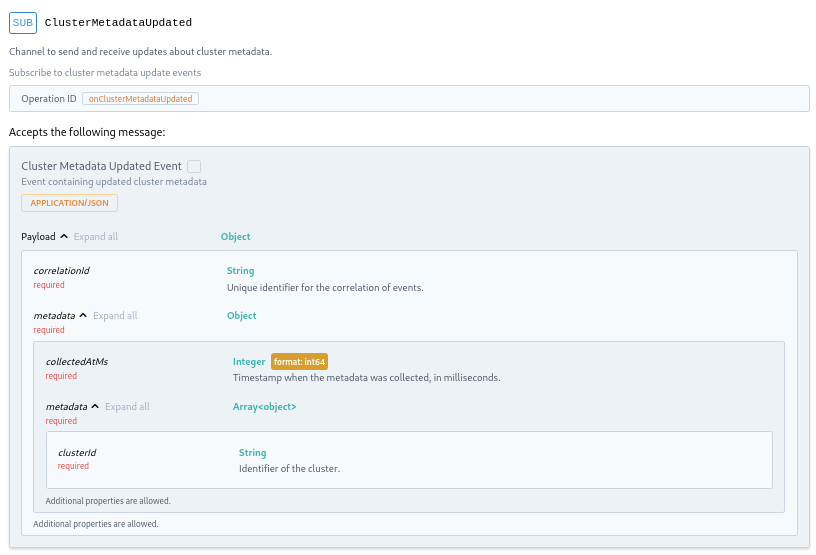 SUB ClusterMetadataUpdated
Channel to send and receive updates about cluster metadata.
Subscribe to cluster metadata update events
Operation ID onClusterMetadataUpdated
Accepts the following message:
Cluster Metadata Updated Event
Event containing updated cluster metadata
APPLICATION/JSON
Payload Expand all Object
correlationId String
required Unique identifier for the correlation of events.
metadata Expand all Object
required
collectedAtMs Integer format: int64
required Timestamp when the metadata was collected, in milliseconds.
metadata Expand all Array<object>
required
clusterId String
required Identifier of the cluster.
Additional properties are allowed.
Additional properties are allowed.